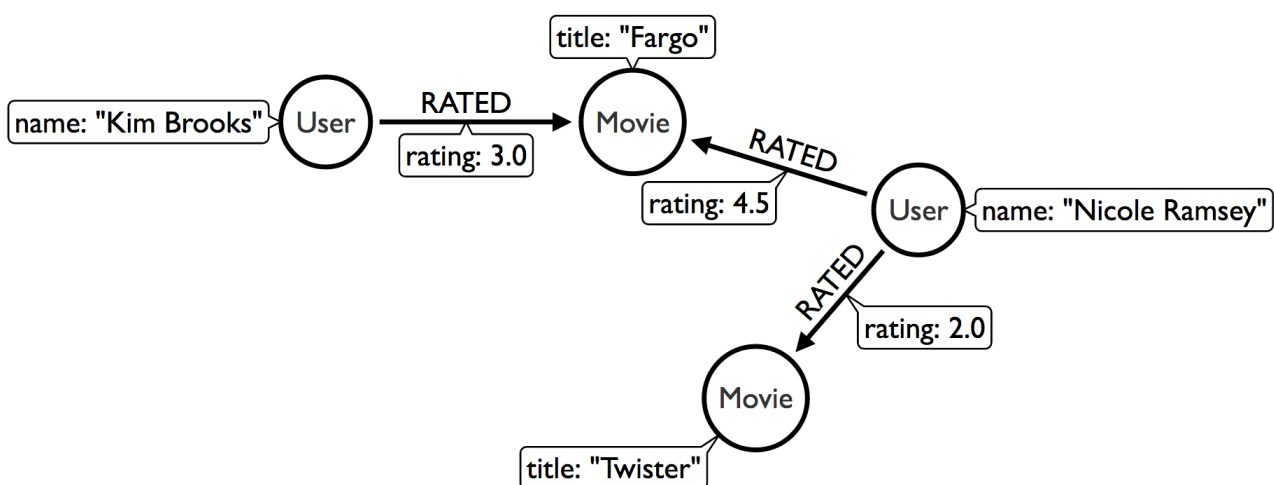 title: "Fargo"
name: "Kim Brooks"
User
RATED
rating: 3.0
Movie
RATED
rating: 4.5
User
name: "Nicole Ramsey"
RATED
rating: 2.0
Movie
title: "Twister"